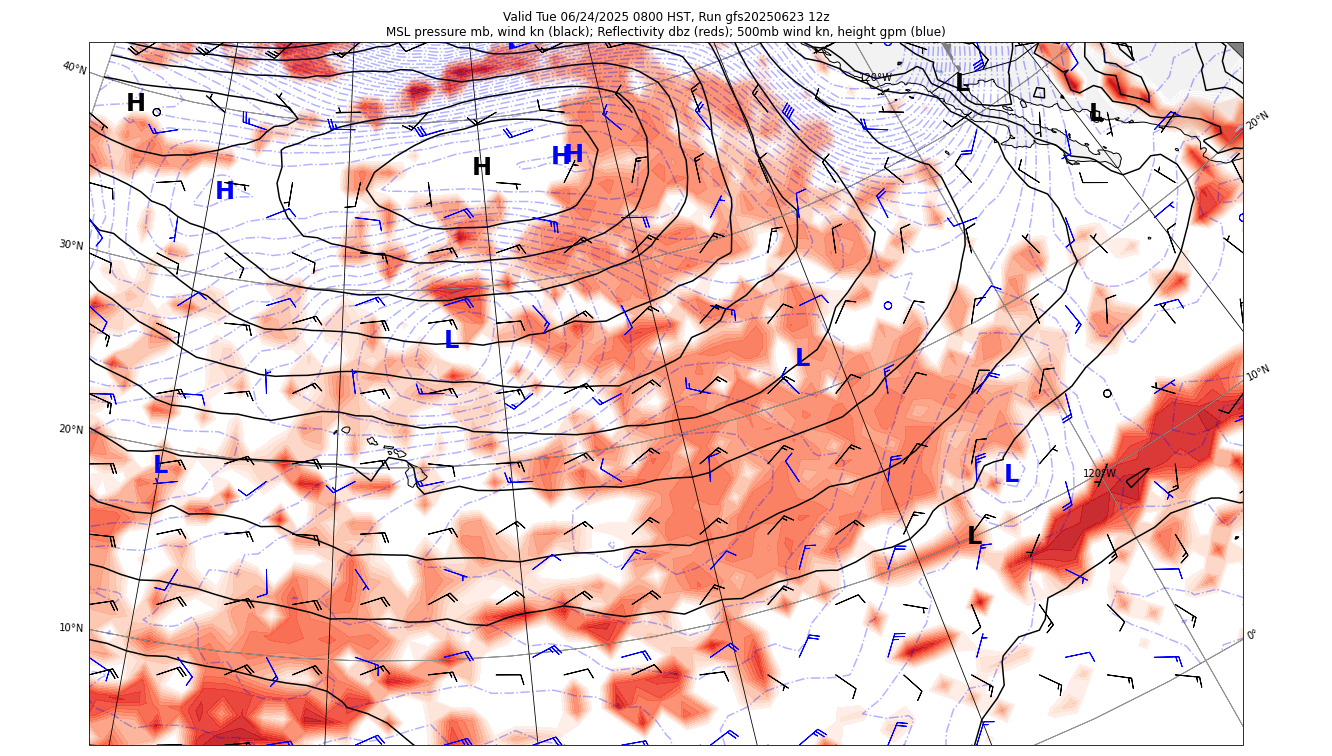 Valid Tue 06/24/2025 0800 HST, Run gfs20250623 12z
MSL pressure mb, wind kn (black); Reflectivity dbz (reds); 500mb wind kn, height gpm (blue)
L
40°N
120°W
L
H
L
20°N
H
H
H
H
30°N
L
L
10°N
20°N
L
L
120°W
L
10°N
0°